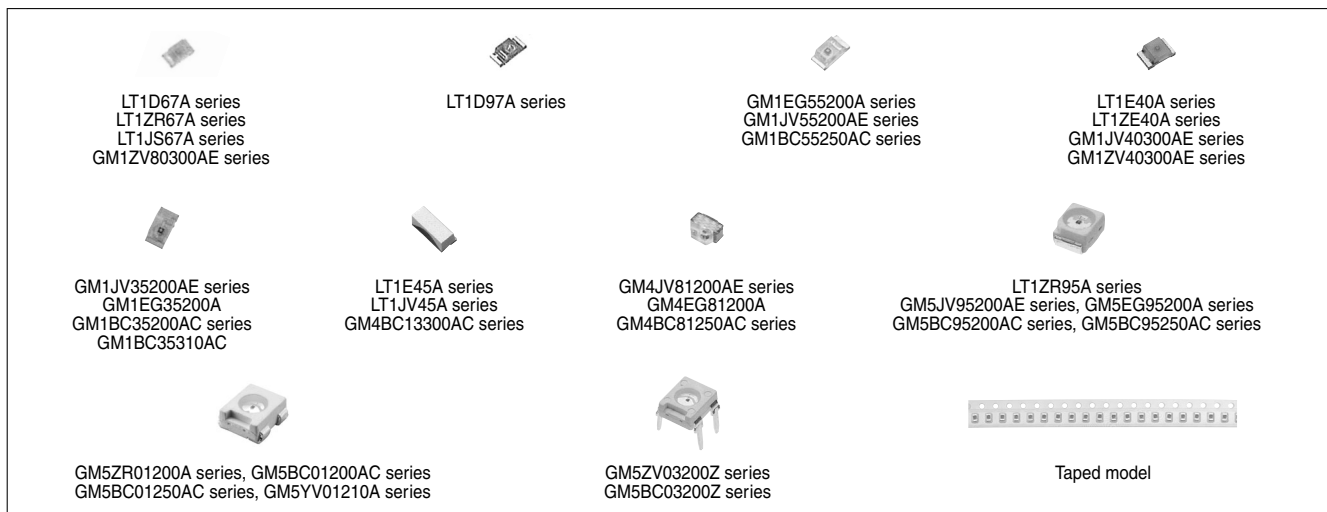 LT1D67A series
LT1ZR67A series
LT1JS67A series
GM1ZV80300AE series
LT1D97A series
GM1EG55200A series
GM1JV55200AE series
GM1BC55250AC series
LT1E40A series
LT1ZE40A series
GM1JV40300AE series
GM1ZV40300AE series
GM1JV35200AE series
GM1EG35200A
GM1BC35200AC series
GM1BC35310AC
LT1E45A series
LT1JV45A series
GM4BC13300AC series
GM4JV81200AE series
GM4EG81200A
GM4BC81250AC series
LT1ZR95A series
GM5JV95200AE series, GM5EG95200A series
GM5BC95200AC series, GM5BC95250AC series
GM5ZR01200A series, GM5BC01200AC series
GM5BC01250AC series, GM5YV01210A series
GM5ZV03200Z series
GM5BC03200Z series
Taped model